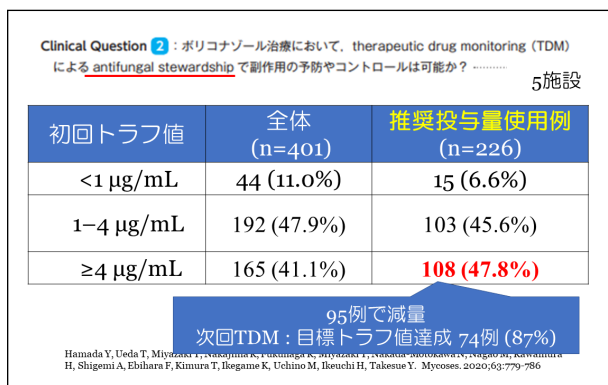 Clinical Question 2 : ボリコナゾール治療において，therapeutic drug monitoring (TDM)
による antifungal stewardship で副作用の予防やコントロールは可能か？
5施設
初回トラフ値 全体 (n=401) 推奨投与量使用例 (n=226)
<1 μg/mL 44 (11.0%) 15 (6.6%)
1–4 μg/mL 192 (47.9%) 103 (45.6%)
≥4 μg/mL 165 (41.1%) 108 (47.8%)
95例で減量
次回TDM : 目標トラフ値達成 74例 (87%)
Hamada Y, Ueda T, Miyazaki
H, Shigemi A, Ebihara F, Kimura T, Ikegame K, Uchino M, Ikeuchi H, Takesue Y. Mycoses. 2020;63:779-786